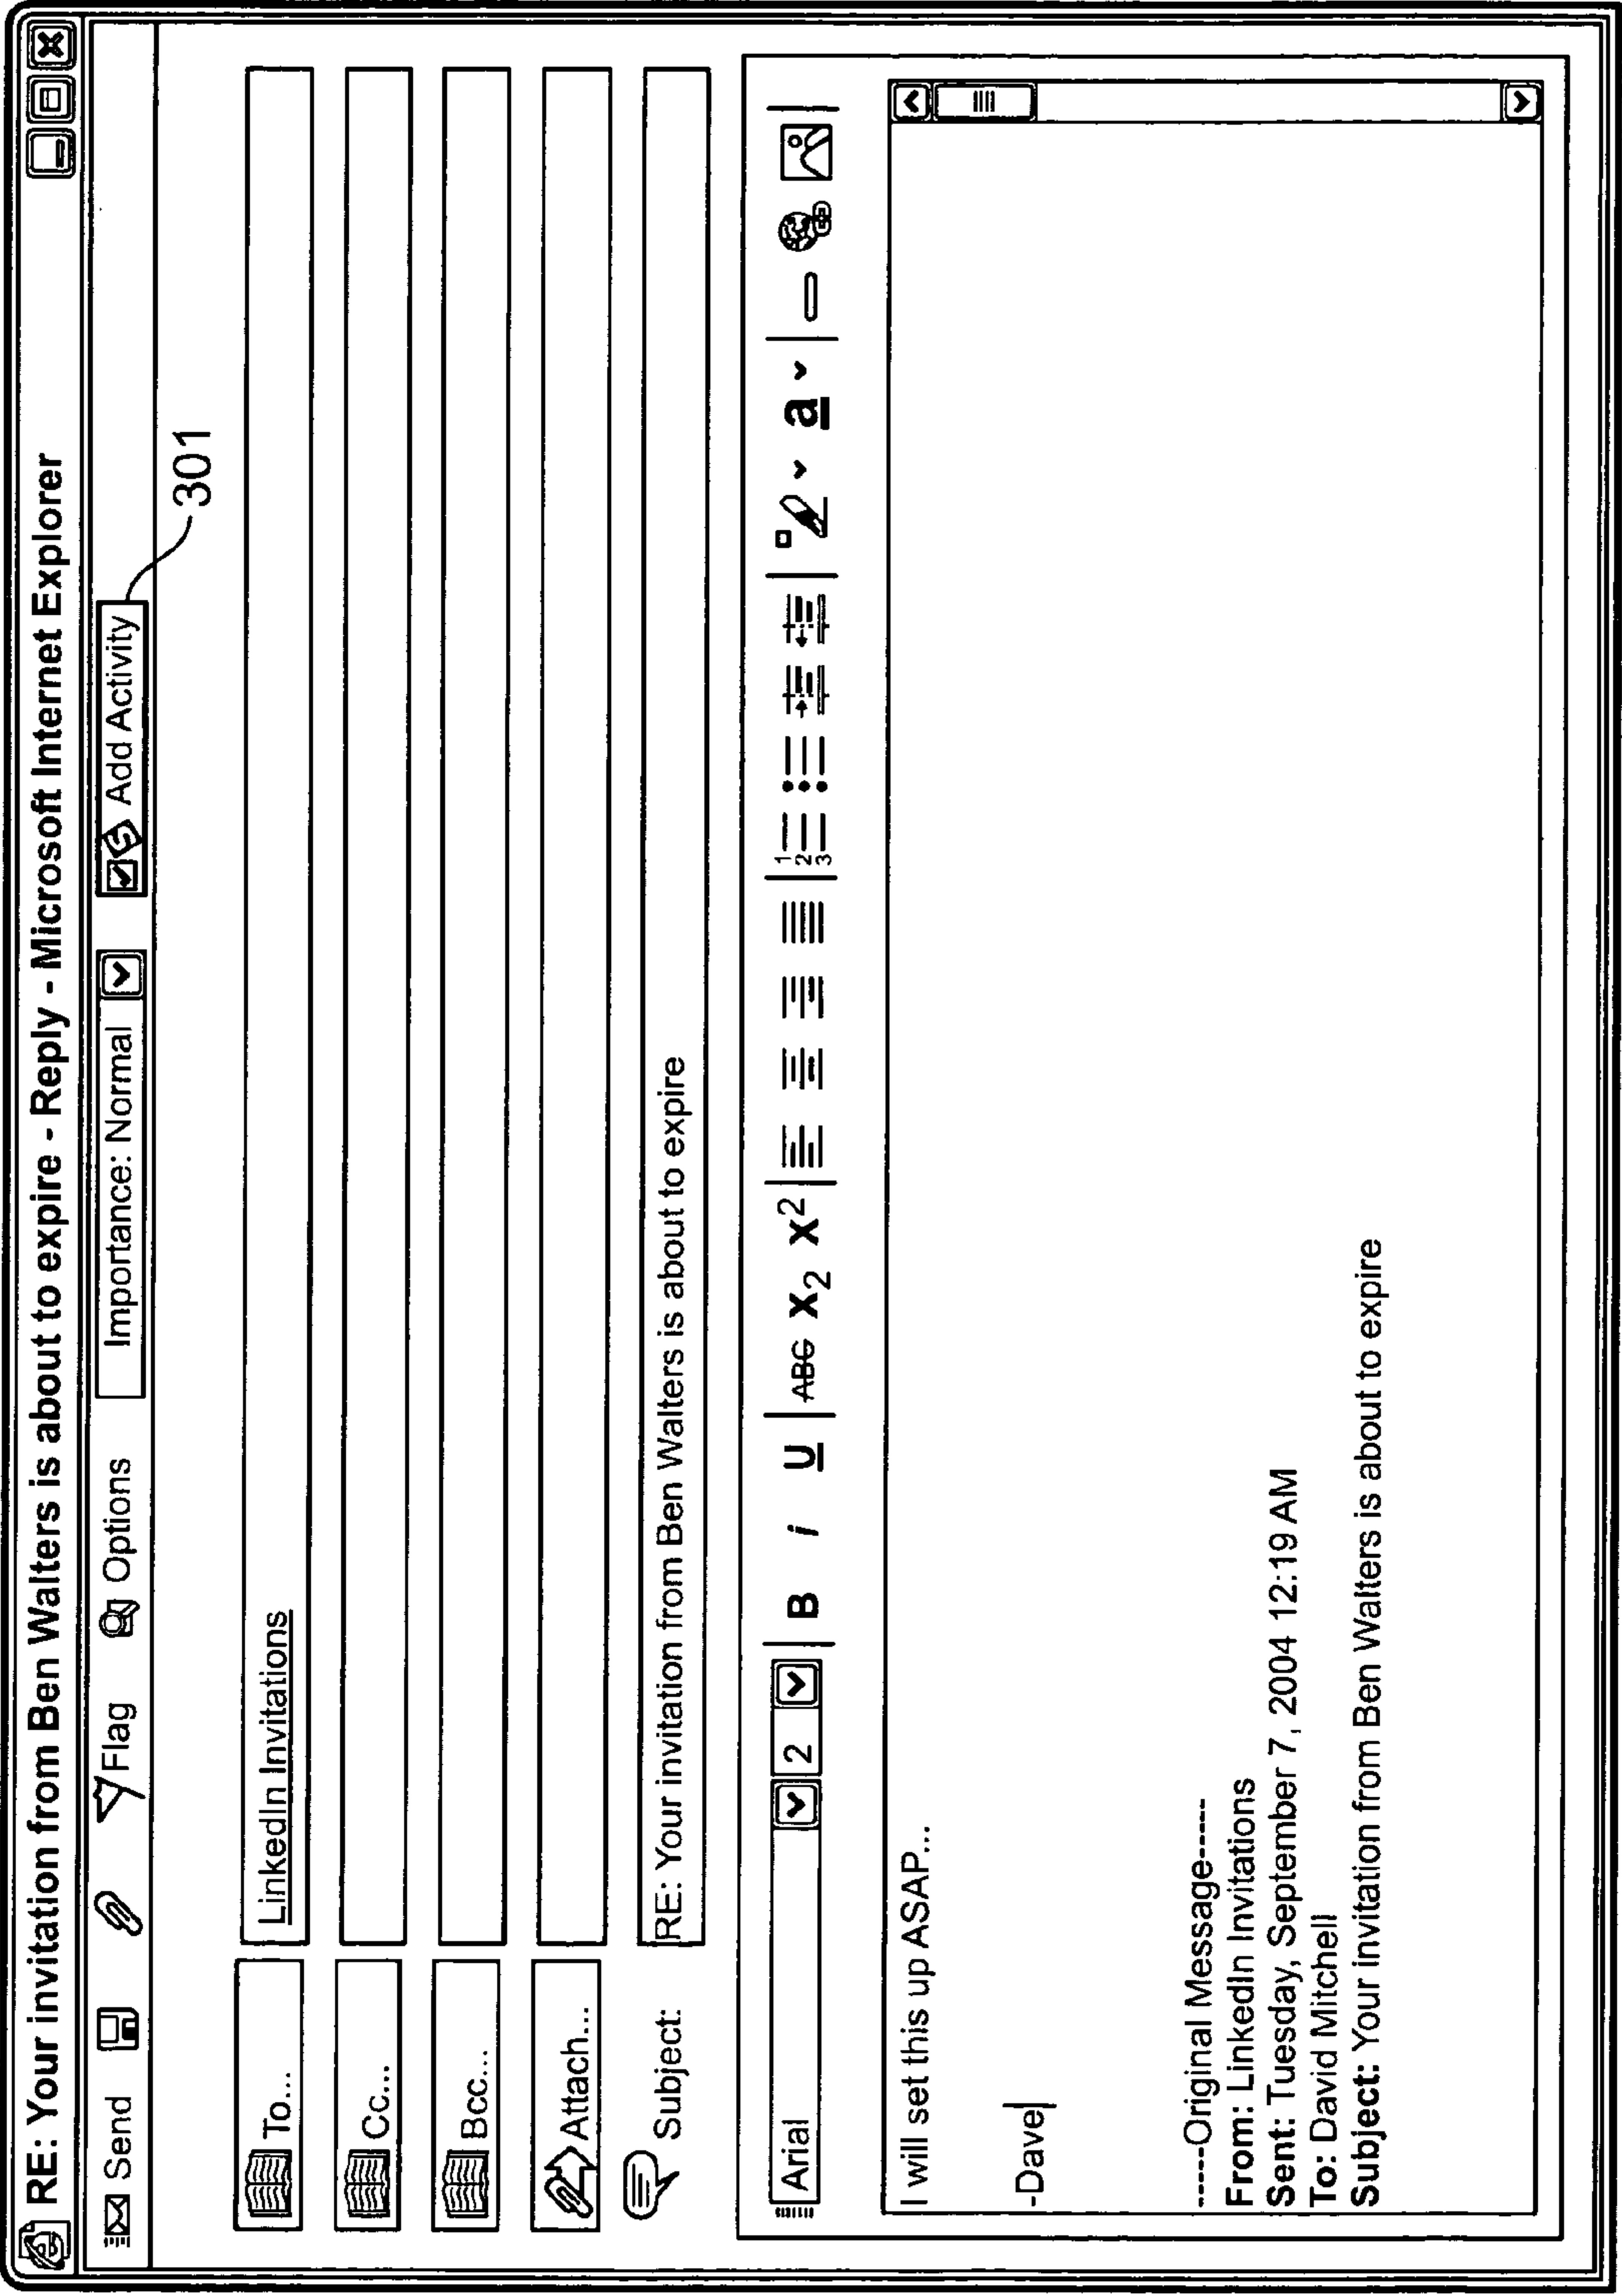 RE: Your invitation from Ben Walters is about to expire - Reply - Microsoft Internet Explorer
Send Flag Options Importance: Normal Add Activity
301
To... LinkedIn Invitations
Cc...
Bcc...
Attach...
Subject: RE: Your invitation from Ben Walters is about to expire
Arial 2 B i U ABC X2 X2 1 2 3 a
I will set this up ASAP...
-Dave
-----Original Message-----
From: LinkedIn Invitations
Sent: Tuesday, September 7, 2004 12:19 AM
To: David Mitchell
Subject: Your invitation from Ben Walters is about to expire